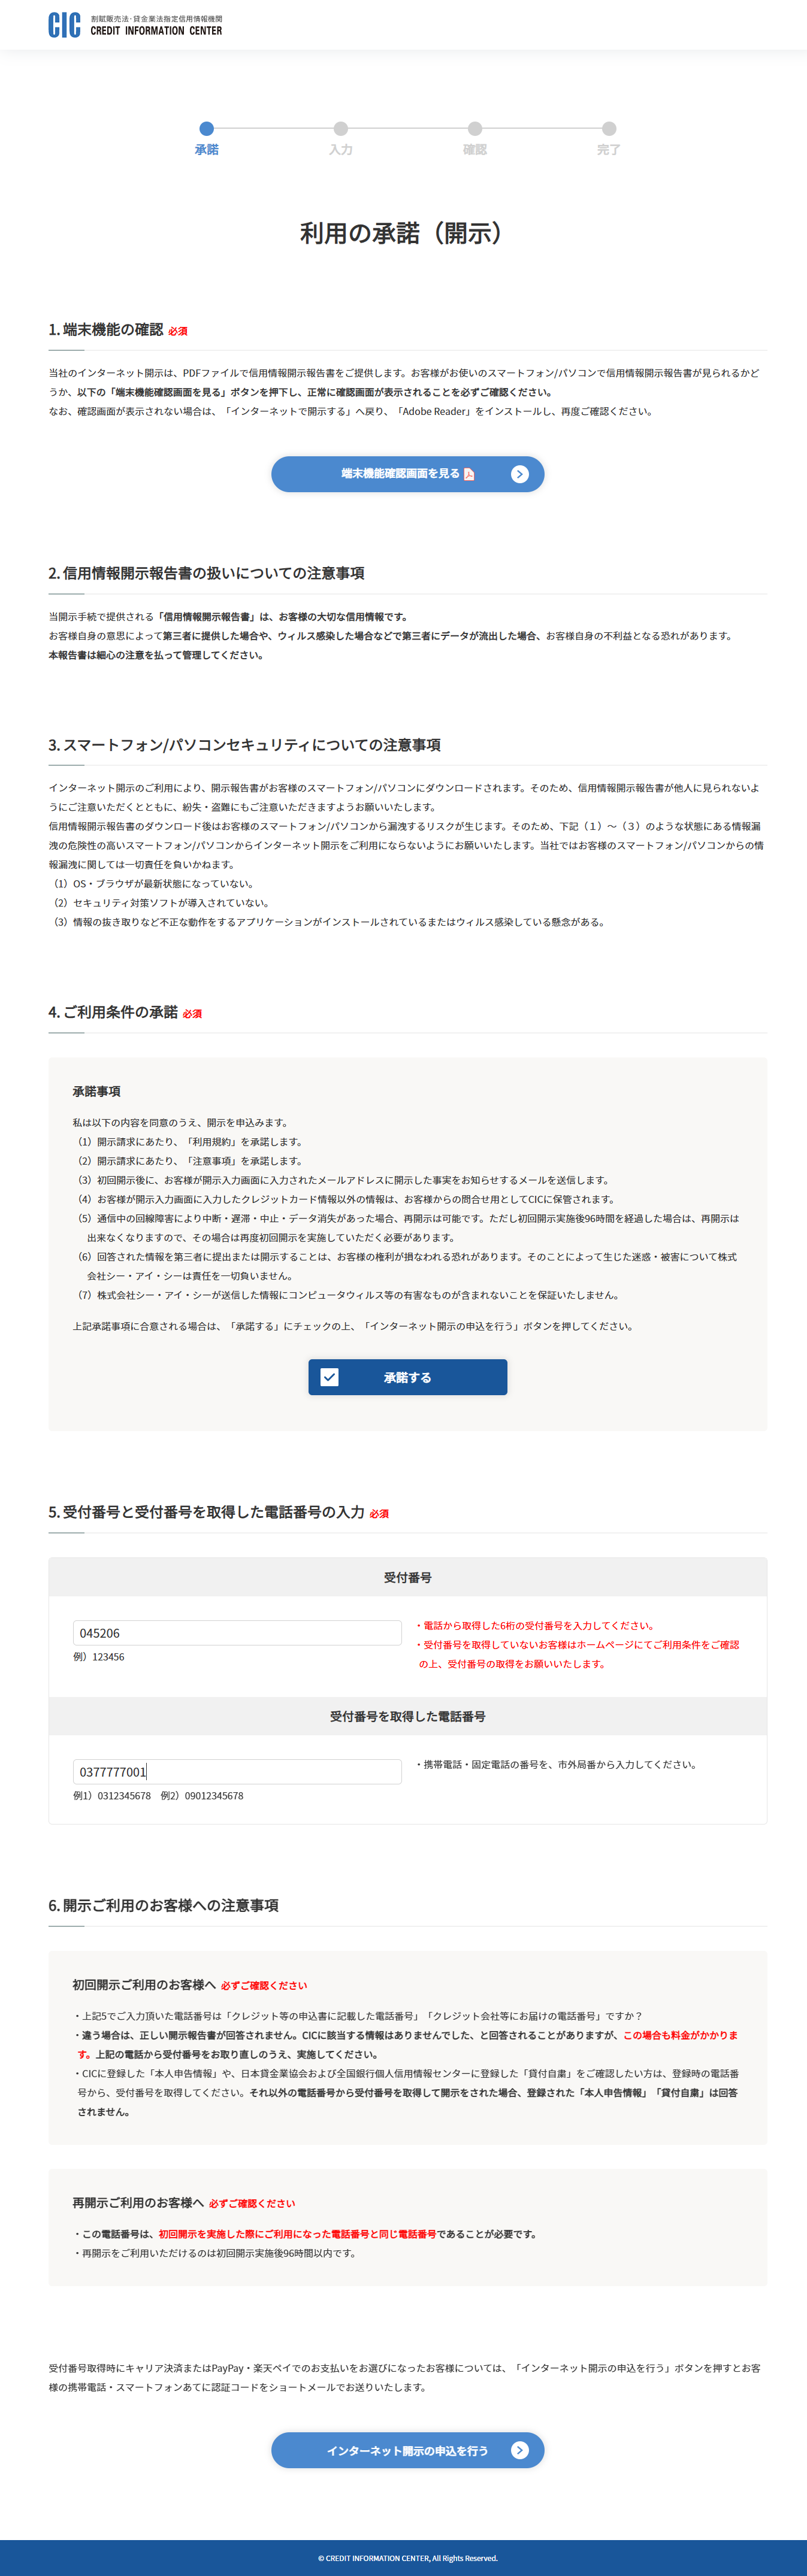 CIC 割賦販売法・貸金業法指定信用情報機関
CREDIT INFORMATION CENTER
承諾 入力 確認 完了
利用の承諾（開示）
1. 端末機能の確認 必須
当社のインターネット開示は、PDFファイルで信用情報開示報告書をご提供します。お客様がお使いのスマートフォン/パソコンで信用情報開示報告書が見られるかど
うか、以下の「端末機能確認画面を見る」ボタンを押下し、正常に確認画面が表示されることを必ずご確認ください。
なお、確認画面が表示されない場合は、「インターネットで開示する」へ戻り、「Adobe Reader」をインストールし、再度ご確認ください。
端末機能確認画面を見る
2. 信用情報開示報告書の扱いについての注意事項
当開示手続で提供される「信用情報開示報告書」は、お客様の大切な信用情報です。
お客様自身の意思によって第三者に提供した場合や、ウィルス感染した場合などで第三者にデータが流出した場合、お客様自身の不利益となる恐れがあります。
本報告書は細心の注意を払って管理してください。
3. スマートフォン/パソコンセキュリティについての注意事項
インターネット開示のご利用により、開示報告書がお客様のスマートフォン/パソコンにダウンロードされます。そのため、信用情報開示報告書が他人に見られないよ
うにご注意いただくとともに、紛失・盗難にもご注意いただきますようお願いいたします。
信用情報開示報告書のダウンロード後はお客様のスマートフォン/パソコンから漏洩するリスクが生じます。そのため、下記（１）～（３）のような状態にある情報漏
洩の危険性の高いスマートフォン/パソコンからインターネット開示をご利用にならないようにお願いいたします。当社ではお客様のスマートフォン/パソコンからの情
報漏洩に関しては一切責任を負いかねます。
（1）OS・ブラウザが最新状態になっていない。
（2）セキュリティ対策ソフトが導入されていない。
（3）情報の抜き取りなど不正な動作をするアプリケーションがインストールされているまたはウィルス感染している懸念がある。
4. ご利用条件の承諾 必須
承諾事項
私は以下の内容を同意のうえ、開示を申込みます。
（1）開示請求にあたり、「利用規約」を承諾します。
（2）開示請求にあたり、「注意事項」を承諾します。
（3）初回開示後に、お客様が開示入力画面に入力されたメールアドレスに開示した事実をお知らせするメールを送信します。
（4）お客様が開示入力画面に入力したクレジットカード情報以外の情報は、お客様からの問合せ用としてCICに保管されます。
（5）通信中の回線障害により中断・遅滞・中止・データ消失があった場合、再開示は可能です。ただし初回開示実施後96時間を経過した場合は、再開示は
出来なくなりますので、その場合は再度初回開示を実施していただく必要があります。
（6）回答された情報を第三者に提出または開示することは、お客様の権利が損なわれる恐れがあります。そのことによって生じた迷惑・被害について株式
会社シー・アイ・シーは責任を一切負いません。
（7）株式会社シー・アイ・シーが送信した情報にコンピュータウィルス等の有害なものが含まれないことを保証いたしません。
上記承諾事項に合意される場合は、「承諾する」にチェックの上、「インターネット開示の申込を行う」ボタンを押してください。
承諾する
5. 受付番号と受付番号を取得した電話番号の入力 必須
受付番号
045206
例）123456
・電話から取得した6桁の受付番号を入力してください。
・受付番号を取得していないお客様はホームページにてご利用条件をご確認
の上、受付番号の取得をお願いいたします。
受付番号を取得した電話番号
0377777001
例1）0312345678　例2）09012345678
・携帯電話・固定電話の番号を、市外局番から入力してください。
6. 開示ご利用のお客様への注意事項
初回開示ご利用のお客様へ 必ずご確認ください
・上記5でご入力頂いた電話番号は「クレジット等の申込書に記載した電話番号」「クレジット会社等にお届けの電話番号」ですか？
・違う場合は、正しい開示報告書が回答されません。CICに該当する情報はありませんでした、と回答されることがありますが、この場合も料金がかかりま
す。上記の電話から受付番号をお取り直しのうえ、実施してください。
・CICに登録した「本人申告情報」や、日本貸金業協会および全国銀行個人信用情報センターに登録した「貸付自粛」をご確認したい方は、登録時の電話番
号から、受付番号を取得してください。それ以外の電話番号から受付番号を取得して開示をされた場合、登録された「本人申告情報」「貸付自粛」は回答
されません。
再開示ご利用のお客様へ 必ずご確認ください
・この電話番号は、初回開示を実施した際にご利用になった電話番号と同じ電話番号であることが必要です。
・再開示をご利用いただけるのは初回開示実施後96時間以内です。
受付番号取得時にキャリア決済またはPayPay・楽天ペイでのお支払いをお選びになったお客様については、「インターネット開示の申込を行う」ボタンを押すとお客
様の携帯電話・スマートフォンあてに認証コードをショートメールでお送りいたします。
インターネット開示の申込を行う
© CREDIT INFORMATION CENTER, All Rights Reserved.